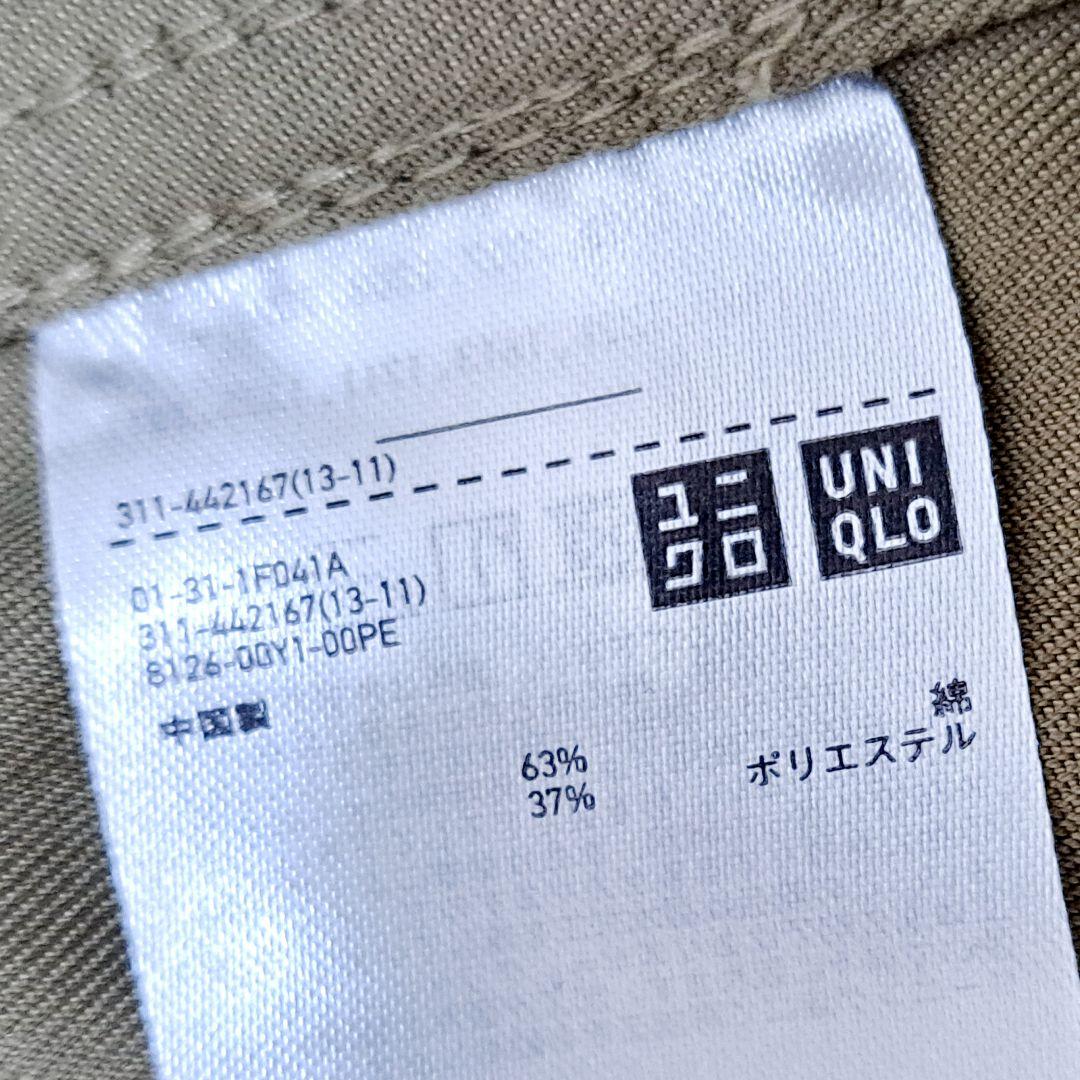 311-442167(13-11)
ユニ
クロ
UNI
QLO
01-31-1F041A
311-442167(13-11)
8126-00Y1-00PE
中国製
綿 63%
ポリエステル 37%